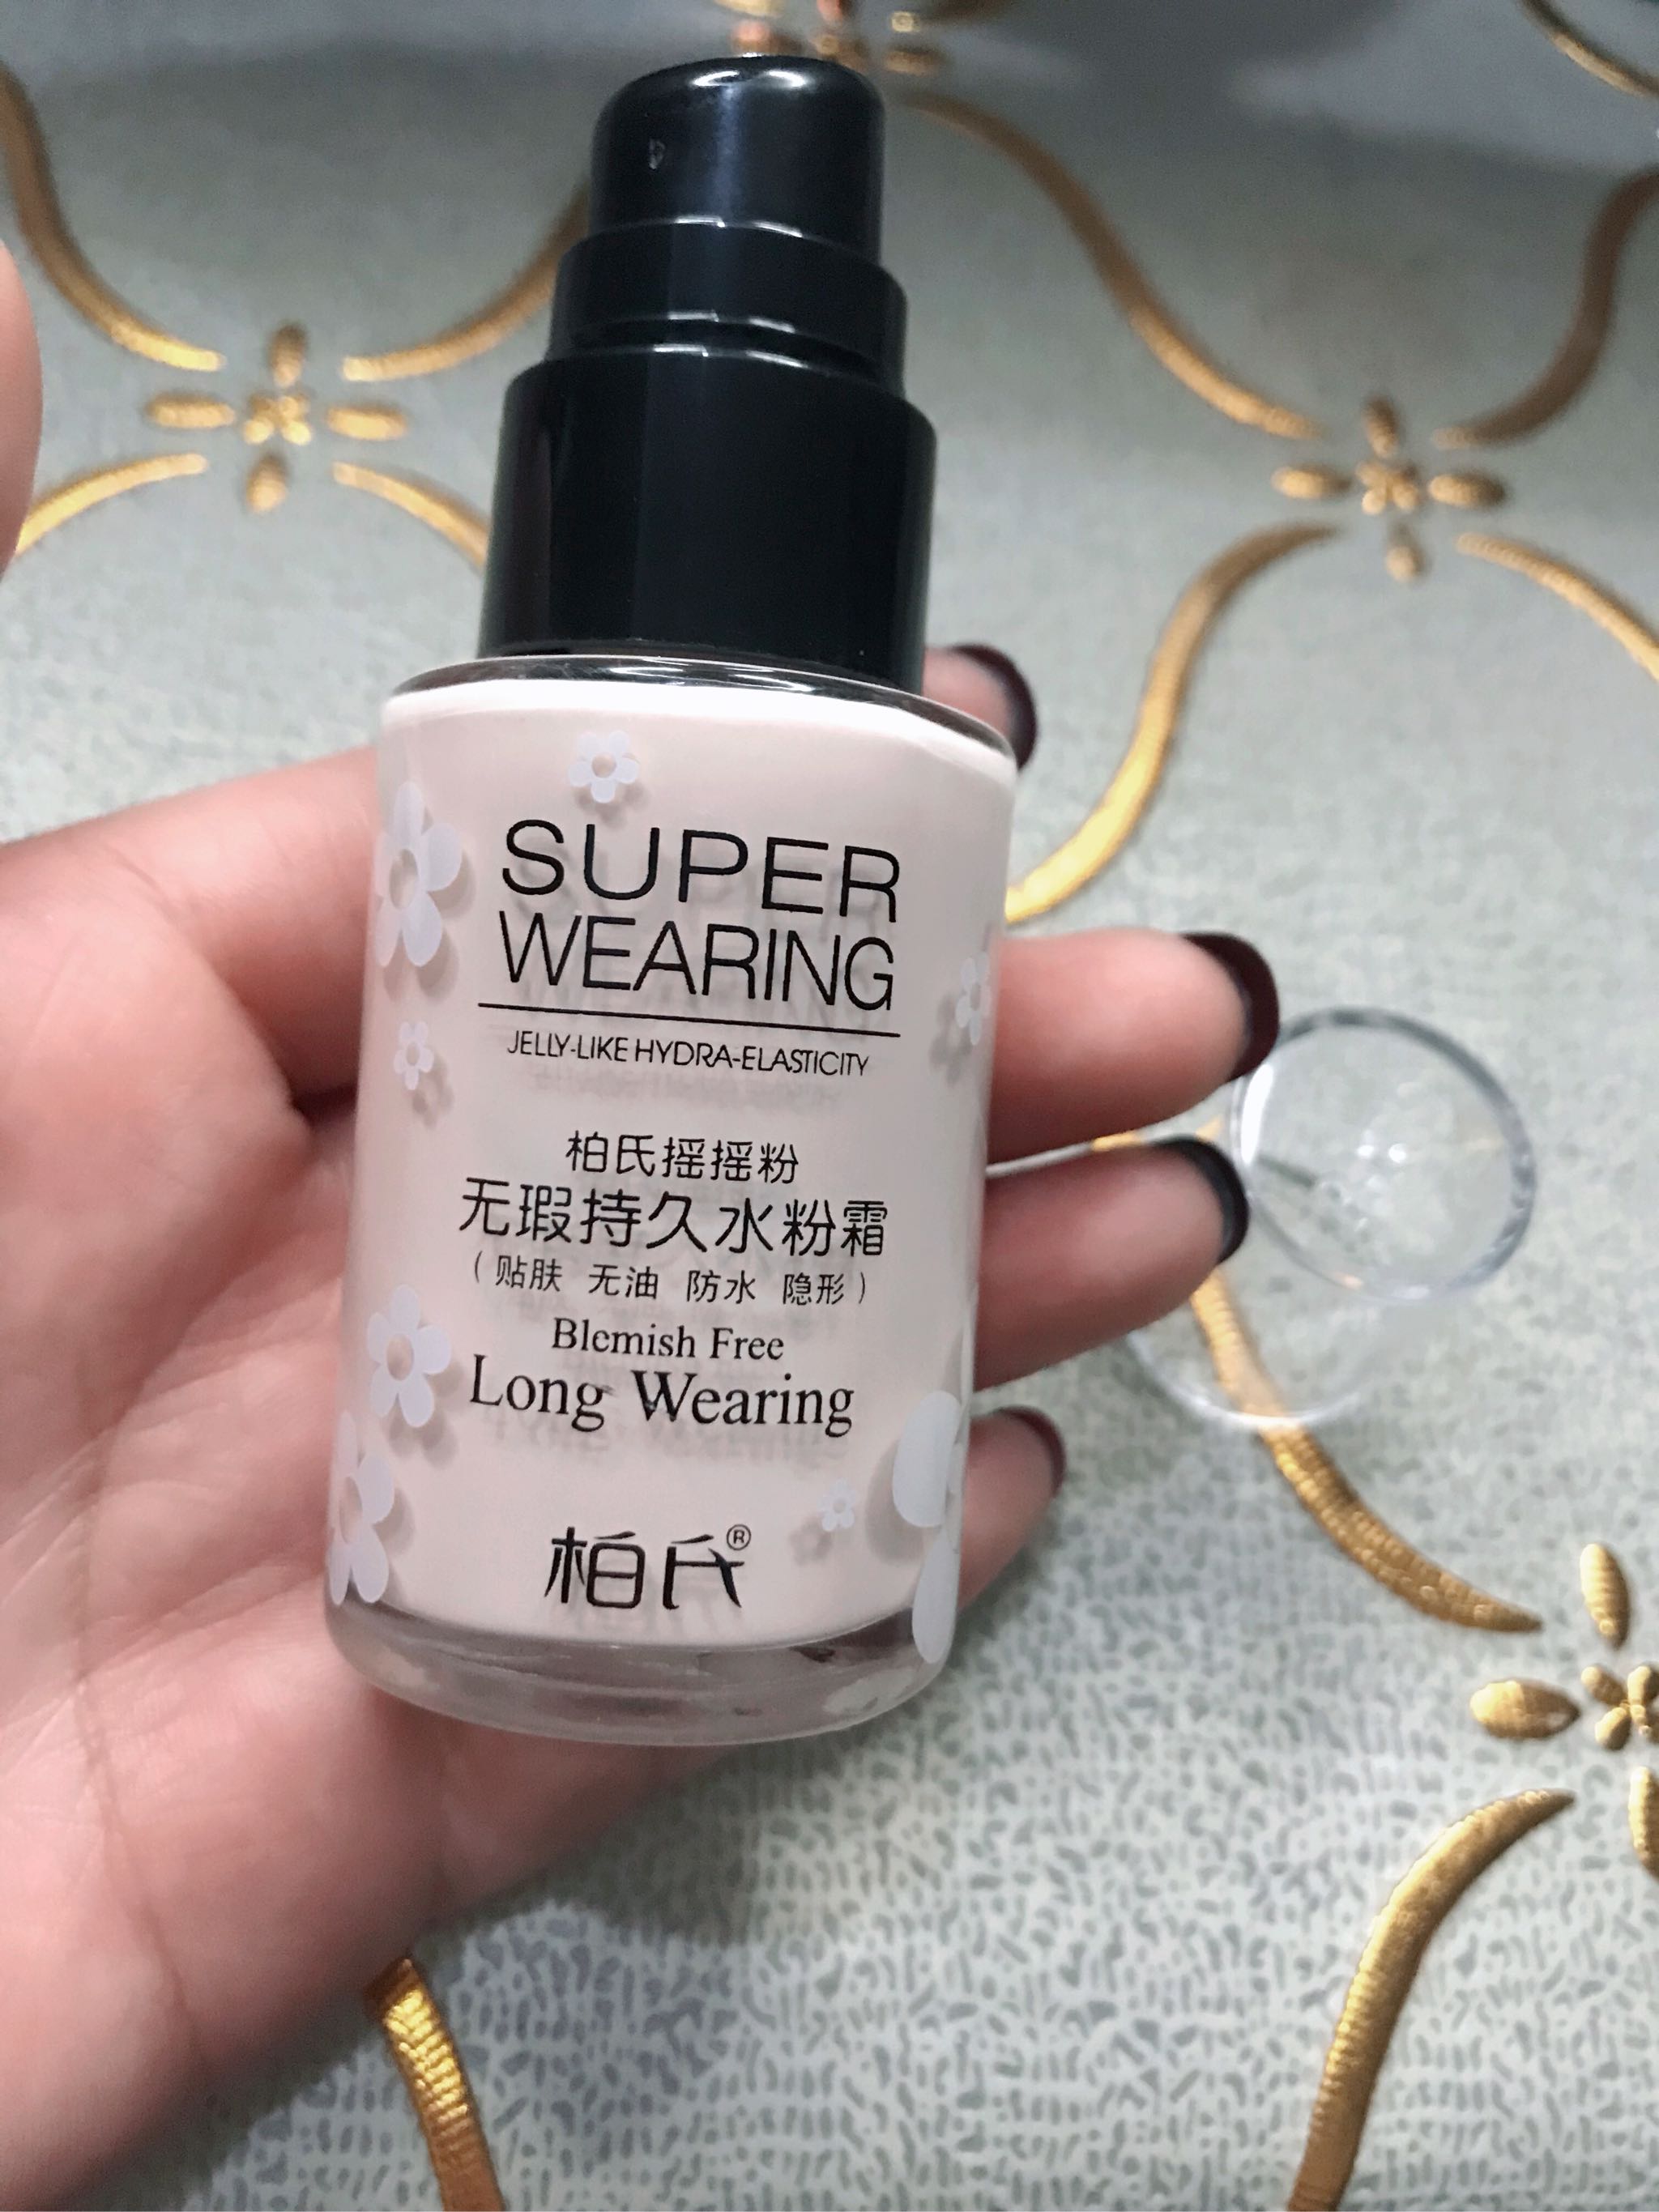 SUPER
WEARING
JELLY-LIKE HYDRA-ELASTICITY
柏氏摇摇粉
无瑕持久水粉霜
(贴肤 无油 防水 隐形)
Blemish Free
Long Wearing
柏氏®